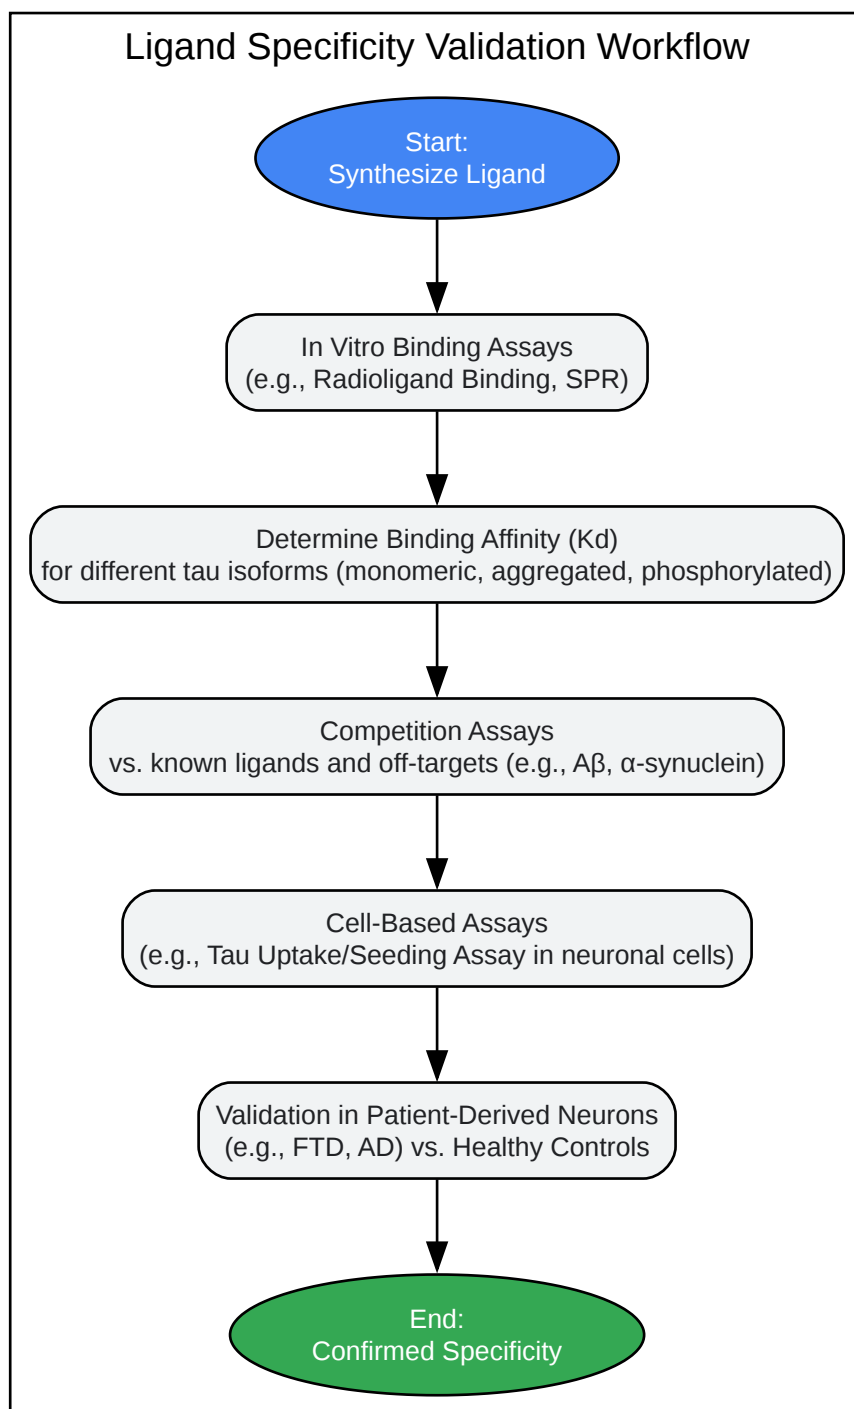 Ligand Specificity Validation Workflow
Start:
Synthesize Ligand
In Vitro Binding Assays
(e.g., Radioligand Binding, SPR)
Determine Binding Affinity (Kd)
for different tau isoforms (monomeric, aggregated, phosphorylated)
Competition Assays
vs. known ligands and off-targets (e.g., Aβ, α-synuclein)
Cell-Based Assays
(e.g., Tau Uptake/Seeding Assay in neuronal cells)
Validation in Patient-Derived Neurons
(e.g., FTD, AD) vs. Healthy Controls
End:
Confirmed Specificity